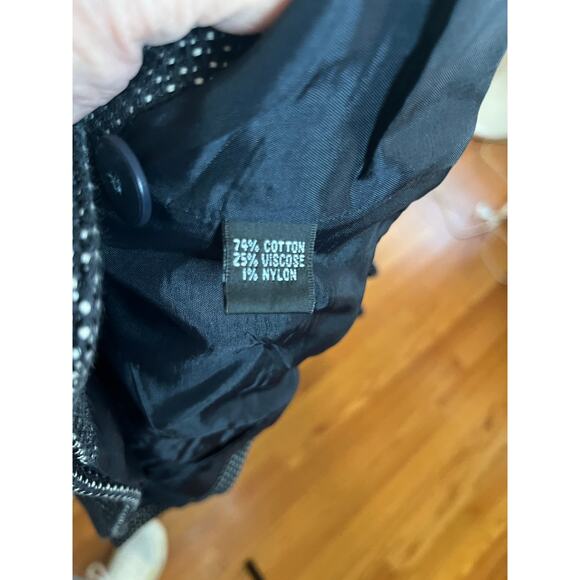 74% COTTON
25% VISCOSE
1% NYLON